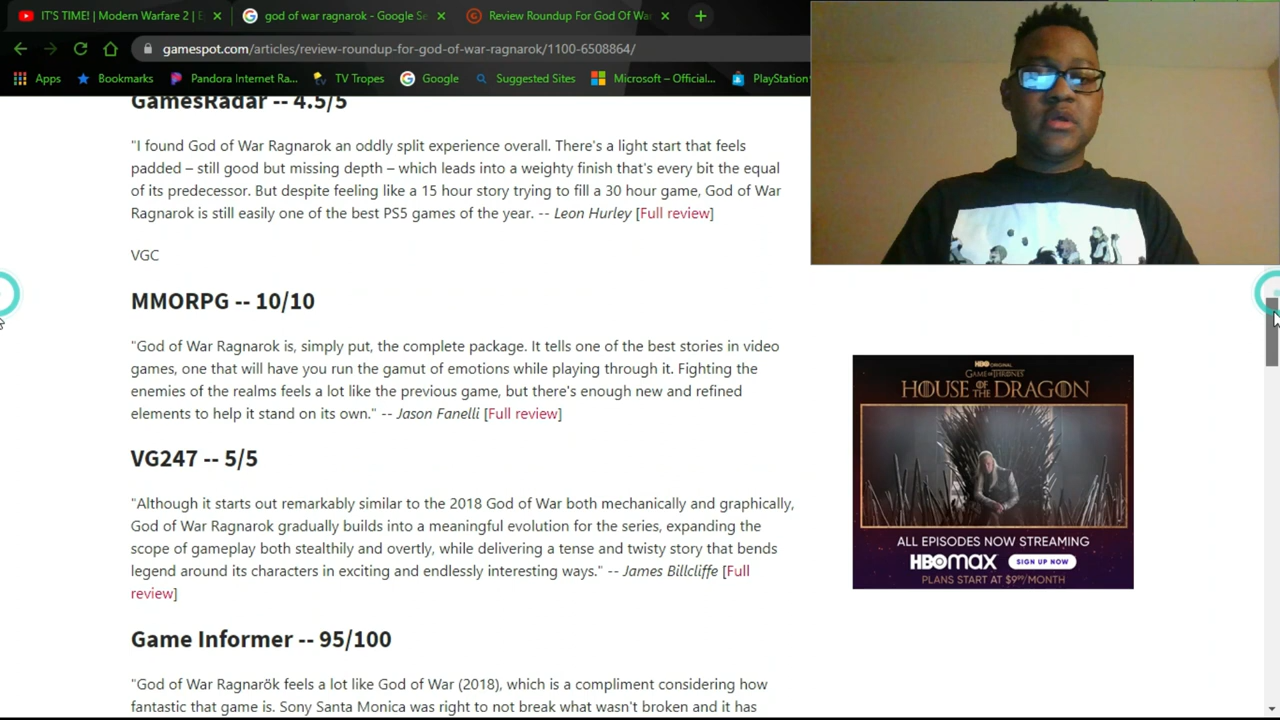 IT'S TIME! | Modern Warfare 2 | E
god of war ragnarok - Google Se
Review Roundup For God Of War
gamespot.com/articles/review-roundup-for-god-of-war-ragnarok/1100-6508864/
Apps
Bookmarks
Pandora Internet Ra...
TV Tropes
Google
Suggested Sites
Microsoft – Official...
PlayStation
GamesRadar -- 4.5/5
"I found God of War Ragnarok an oddly split experience overall. There's a light start that feels
padded – still good but missing depth – which leads into a weighty finish that's every bit the equal
of its predecessor. But despite feeling like a 15 hour story trying to fill a 30 hour game, God of War
Ragnarok is still easily one of the best PS5 games of the year. -- Leon Hurley [Full review]
VGC
MMORPG -- 10/10
"God of War Ragnarok is, simply put, the complete package. It tells one of the best stories in video
games, one that will have you run the gamut of emotions while playing through it. Fighting the
enemies of the realms feels a lot like the previous game, but there's enough new and refined
elements to help it stand on its own." -- Jason Fanelli [Full review]
VG247 -- 5/5
"Although it starts out remarkably similar to the 2018 God of War both mechanically and graphically,
God of War Ragnarok gradually builds into a meaningful evolution for the series, expanding the
scope of gameplay both stealthily and overtly, while delivering a tense and twisty story that bends
legend around its characters in exciting and endlessly interesting ways." -- James Billcliffe [Full
review]
Game Informer -- 95/100
"God of War Ragnarök feels a lot like God of War (2018), which is a compliment considering how
fantastic that game is. Sony Santa Monica was right to not break what wasn't broken and it has
HBO ORIGINAL
GAME OF THRONES
HOUSE OF THE DRAGON
ALL EPISODES NOW STREAMING
HBOMAX SIGN UP NOW
PLANS START AT $9.99/MONTH